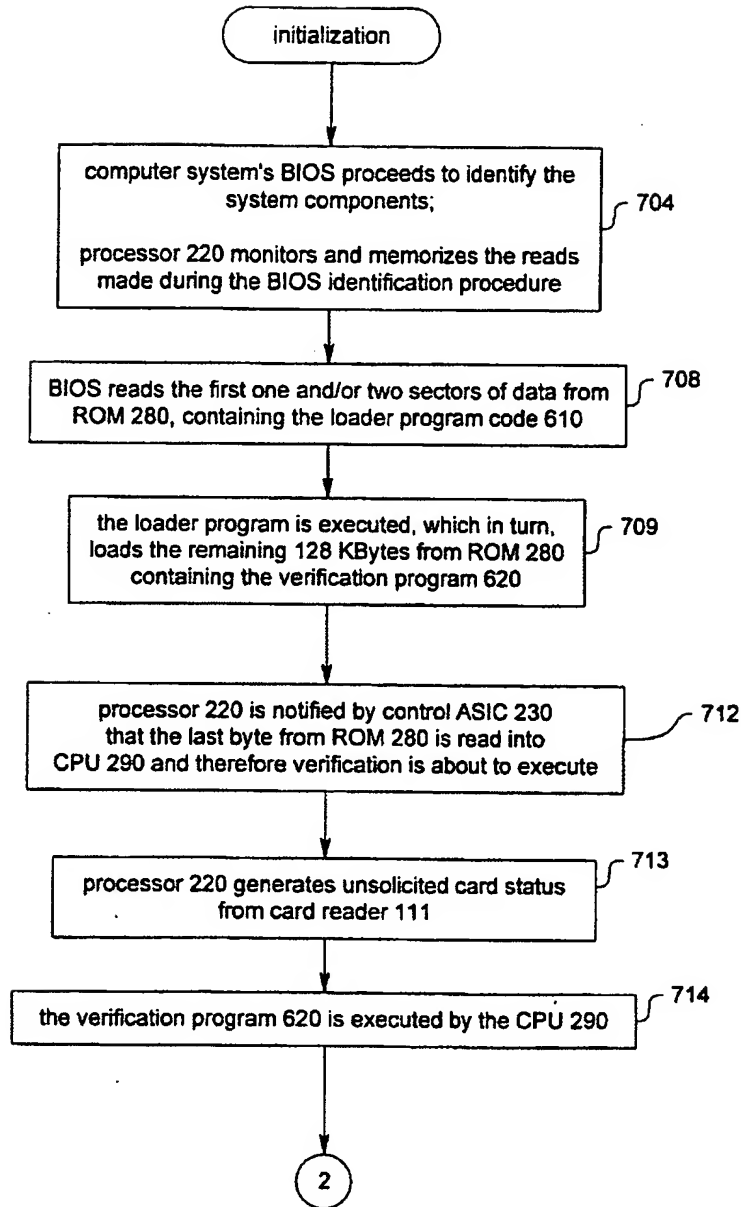 initialization
computer system's BIOS proceeds to identify the
system components;
processor 220 monitors and memorizes the reads
made during the BIOS identification procedure
704
BIOS reads the first one and/or two sectors of data from
ROM 280, containing the loader program code 610
708
the loader program is executed, which in turn,
loads the remaining 128 KBytes from ROM 280
containing the verification program 620
709
processor 220 is notified by control ASIC 230
that the last byte from ROM 280 is read into
CPU 290 and therefore verification is about to execute
712
processor 220 generates unsolicited card status
from card reader 111
713
the verification program 620 is executed by the CPU 290
714
2